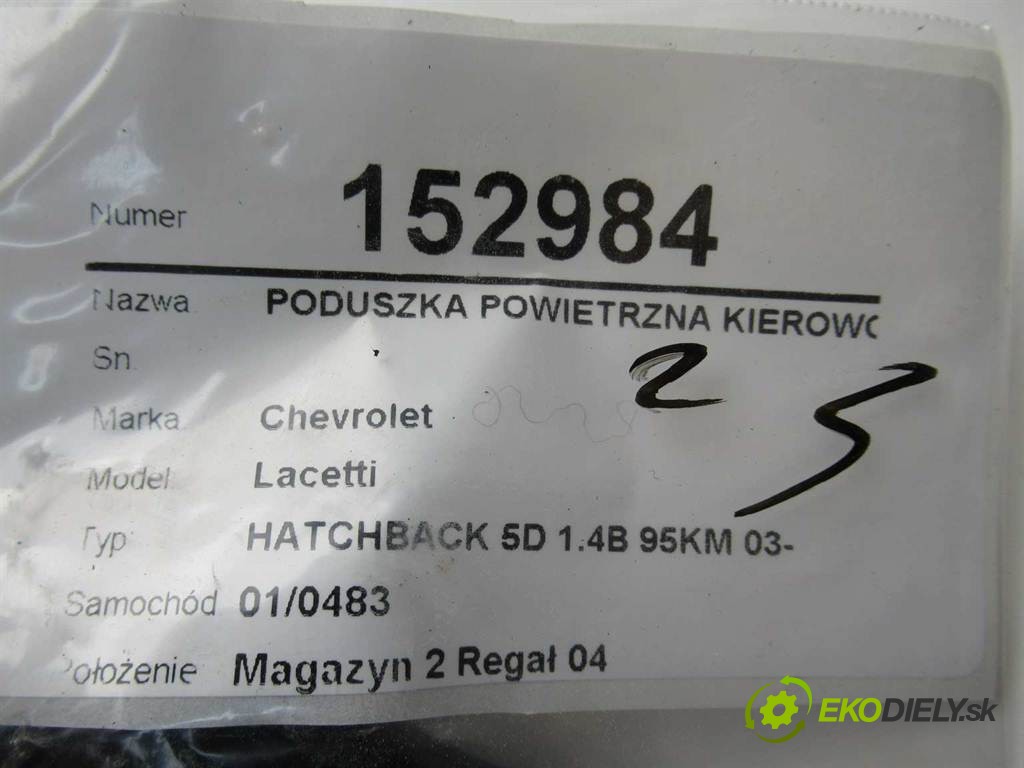 Numer 152984
Nazwa PODUSZKA POWIETRZNA KIEROWC
Sn.
2 5
Marka Chevrolet
Model Lacetti
Typ HATCHBACK 5D 1.4B 95KM 03-
Samochód 01/0483
Położenie Magazyn 2 Regał 04
EKODIELY.sk